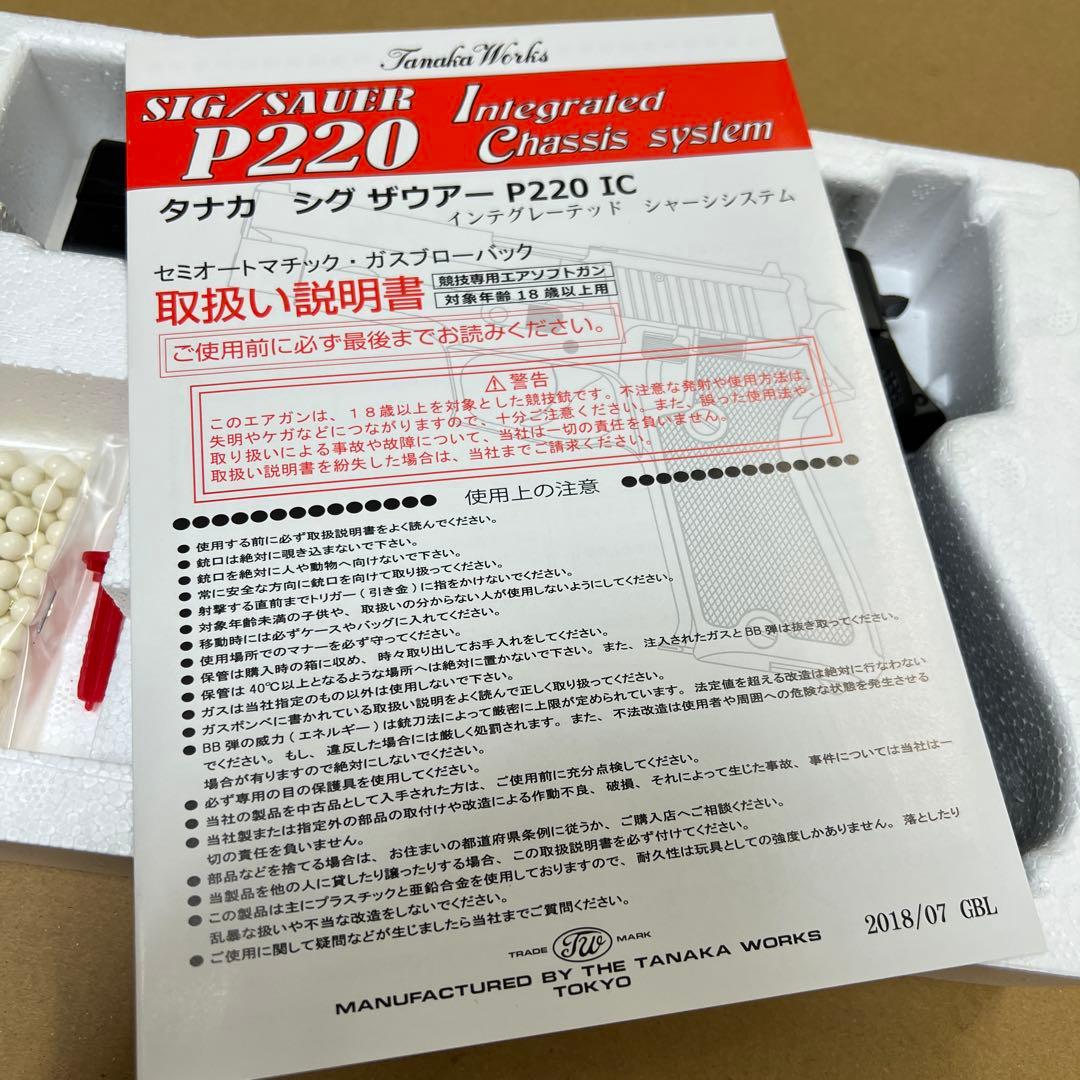 Tanaka Works
SIG/SAUER
P220
Integrated
Chassis system
タナカ シグ ザウアー P220 IC
インテグレーテッド シャーシシステム
セミオートマチック・ガスブローバック
取扱い説明書
競技専用エアソフトガン
対象年齢 18 歳以上用
ご使用前に必ず最後までお読みください。
⚠ 警告
このエアガンは、18歳以上を対象とした競技銃です。不注意な発射や使用方法は、
失明やケガなどにつながりますので、十分ご注意ください。また、誤った使用法や、
取り扱いによる事故や故障について、当社は一切の責任を負いません。
取扱い説明書を紛失した場合は、当社までご請求ください。
●●●●●●●●●●●●●● 使用上の注意 ●●●●●●●●●●●●●●
● 使用する前に必ず取扱説明書をよく読んでください。
● 銃口は絶対に覗き込まないで下さい。
● 銃口を絶対に人や動物へ向けないで下さい。
● 常に安全な方向に銃口を向けて取り扱ってください。
● 射撃する直前までトリガー(引き金)に指をかけないでください。
● 対象年齢未満の子供や、取扱いの分からない人が使用しないようにしてください。
● 移動時には必ずケースやバッグに入れてください。
● 使用場所でのマナーを必ず守ってください。
● 保管は購入時の箱に収め、時々取り出してお手入れをしてください。
● 保管は 40℃以上となるような場所へは絶対に置かないで下さい。また、注入されたガスとBB 弾は抜き取ってください。
● ガスは当社指定のもの以外は使用しないで下さい。
● ガスボンベに書かれている取扱い説明をよく読んで正しく取り扱ってください。
● BB 弾の威力(エネルギー)は銃刀法によって厳密に上限が定められています。法定値を超える改造は絶対に行なわない
でください。もし、違反した場合には厳しく処罰されます。また、不法改造は使用者や周囲への危険な状態を発生させる
場合が有りますので絶対にしないでください。
● 必ず専用の目の保護具を使用してください。
● 当社の製品を中古品として入手された方は、ご使用前に充分点検してください。
● 当社製または指定外の部品の取付けや改造による作動不良、破損、それによって生じた事故、事件については当社は一
切の責任を負いません。
● 部品などを捨てる場合は、お住まいの都道府県条例に従うか、ご購入店へご相談ください。
● 当製品を他の人に貸したり譲ったりする場合、この取扱説明書を必ず付けてください。
● この製品は主にプラスチックと亜鉛合金を使用しておりますので、耐久性は玩具としての強度しかありません。落としたり
乱暴な扱いや不当な改造をしないでください。
● ご使用に関して疑問などが生じましたら当社までご質問ください。
TRADE TW MARK
2018/07 GBL
MANUFACTURED BY THE TANAKA WORKS
TOKYO